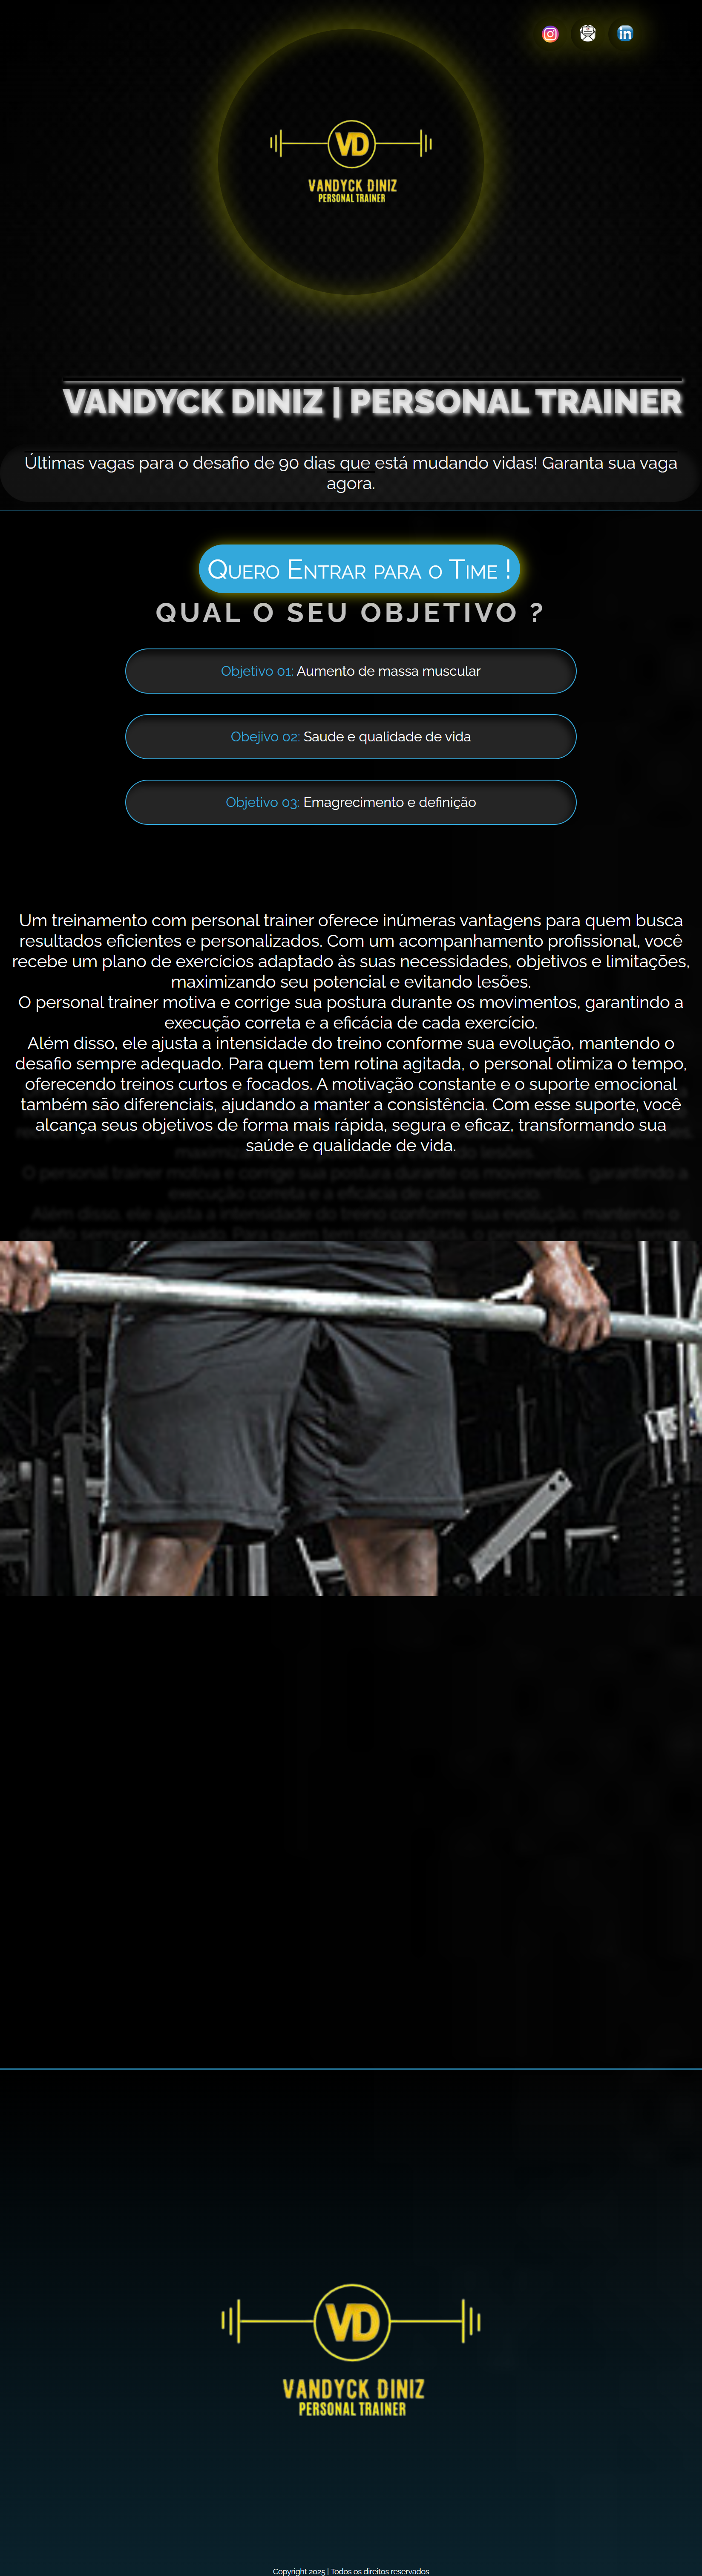 VD
VANDYCK DINIZ
PERSONAL TRAINER
VANDYCK DINIZ | PERSONAL TRAINER
Últimas vagas para o desafio de 90 dias que está mudando vidas! Garanta sua vaga
agora.
Quero Entrar para o Time !
QUAL O SEU OBJETIVO ?
Objetivo 01: Aumento de massa muscular
Obejivo 02: Saude e qualidade de vida
Objetivo 03: Emagrecimento e definição
Um treinamento com personal trainer oferece inúmeras vantagens para quem busca
resultados eficientes e personalizados. Com um acompanhamento profissional, você
recebe um plano de exercícios adaptado às suas necessidades, objetivos e limitações,
maximizando seu potencial e evitando lesões.
O personal trainer motiva e corrige sua postura durante os movimentos, garantindo a
execução correta e a eficácia de cada exercício.
Além disso, ele ajusta a intensidade do treino conforme sua evolução, mantendo o
desafio sempre adequado. Para quem tem rotina agitada, o personal otimiza o tempo,
oferecendo treinos curtos e focados. A motivação constante e o suporte emocional
também são diferenciais, ajudando a manter a consistência. Com esse suporte, você
alcança seus objetivos de forma mais rápida, segura e eficaz, transformando sua
saúde e qualidade de vida.
VD
VANDYCK DINIZ
PERSONAL TRAINER
Copyright 2025 | Todos os direitos reservados